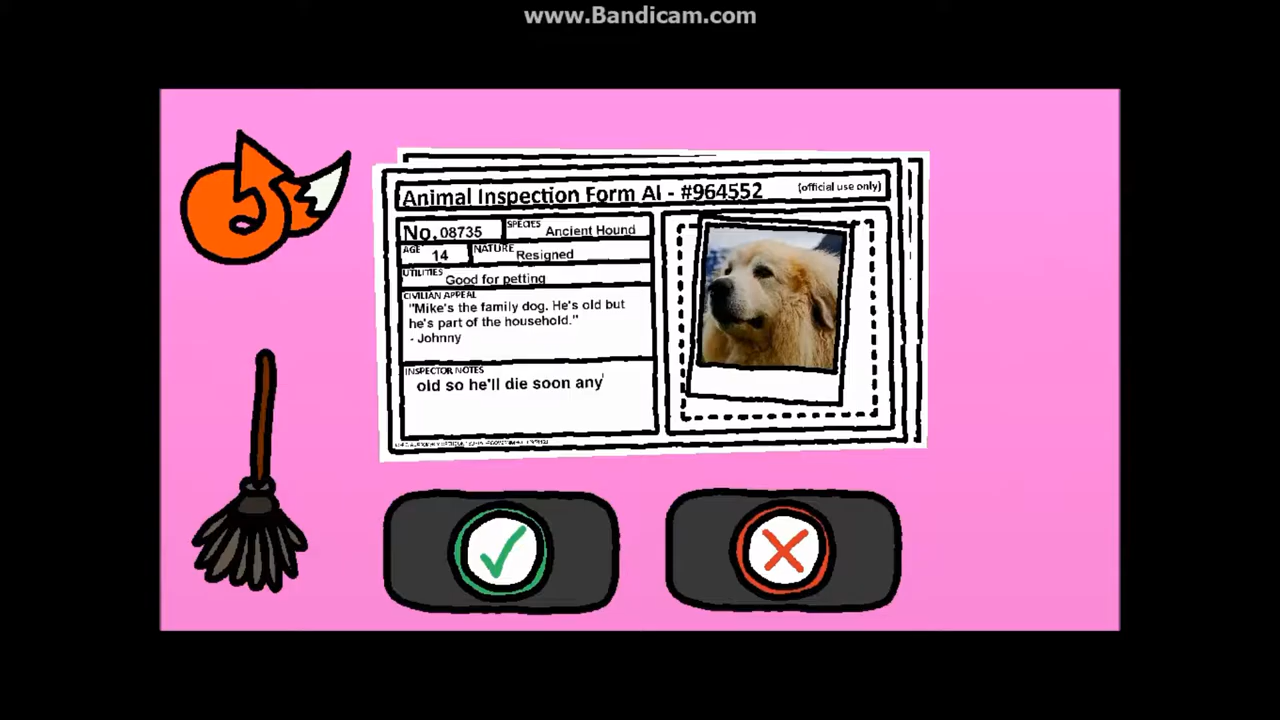 www.Bandicam.com
Animal Inspection Form AI - #964552 (official use only)
No. 08735 SPECIES Ancient Hound
AGE 14 NATURE Resigned
UTILITIES Good for petting
CIVILIAN APPEAL
"Mike's the family dog. He's old but
he's part of the household."
- Johnny
INSPECTOR NOTES
old so he'll die soon any'